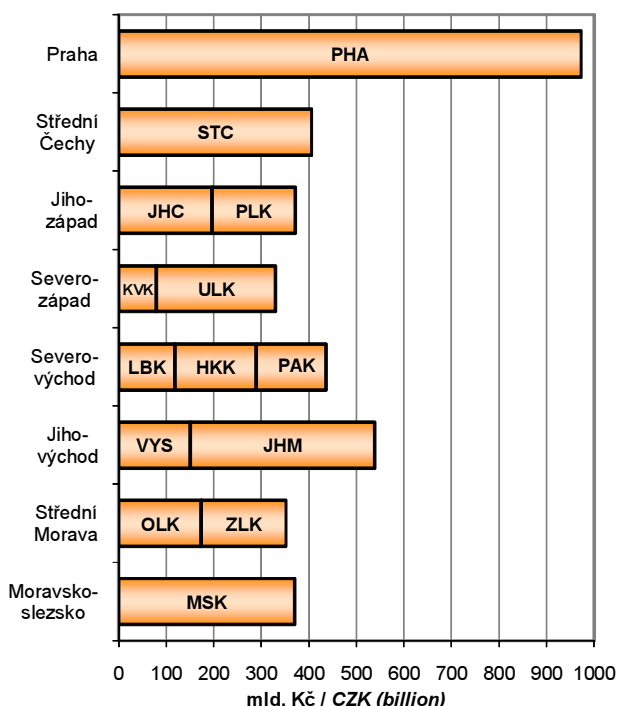 Praha
PHA
Střední
Čechy
STC
Jiho-
západ
JHC PLK
Severo-
západ
KVK ULK
Severo-
východ
LBK HKK PAK
Jiho-
východ
VYS JHM
Střední
Morava
OLK ZLK
Moravsko-
slezsko
MSK
0 100 200 300 400 500 600 700 800 900 1000
mld. Kč / CZK (billion)